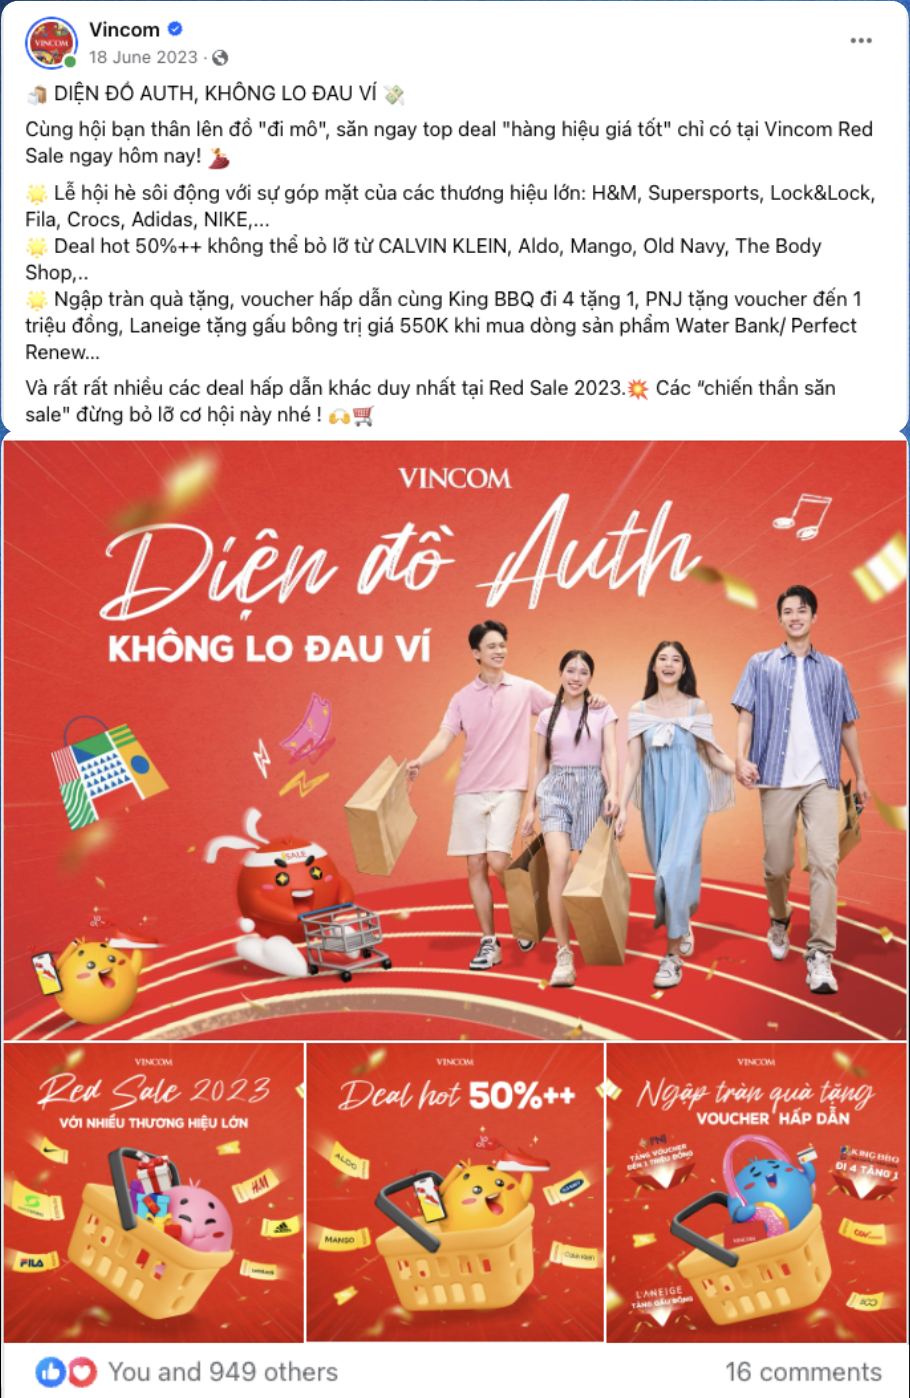 Vincom
18 June 2023
DIỆN ĐỒ AUTH, KHÔNG LO ĐAU VÍ
Cùng hội bạn thân lên đồ "đi mô", săn ngay top deal "hàng hiệu giá tốt" chỉ có tại Vincom Red
Sale ngay hôm nay!
Lễ hội hè sôi động với sự góp mặt của các thương hiệu lớn: H&M, Supersports, Lock&Lock,
Fila, Crocs, Adidas, NIKE,...
Deal hot 50%++ không thể bỏ lỡ từ CALVIN KLEIN, Aldo, Mango, Old Navy, The Body
Shop,..
Ngập tràn quà tặng, voucher hấp dẫn cùng King BBQ đi 4 tặng 1, PNJ tặng voucher đến 1
triệu đồng, Laneige tặng gấu bông trị giá 550K khi mua dòng sản phẩm Water Bank/ Perfect
Renew...
Và rất rất nhiều các deal hấp dẫn khác duy nhất tại Red Sale 2023. Các “chiến thần săn
sale" đừng bỏ lỡ cơ hội này nhé !
VINCOM
Diện đồ Auth
KHÔNG LO ĐAU VÍ
SALE
VINCOM
Red Sale 2023
VỚI NHIỀU THƯƠNG HIỆU LỚN
H&M
FILA
VINCOM
Deal hot 50%++
ALDO
MANGO
Calvin Klein
VINCOM
Ngập tràn quà tặng
VOUCHER HẤP DẪN
PNJ
TẶNG VOUCHER
ĐẾN 1 TRIỆU ĐỒNG
KING BBQ
ĐI 4 TẶNG 1
VINCOM
LANEIGE
TẶNG GẤU BÔNG
You and 949 others
16 comments